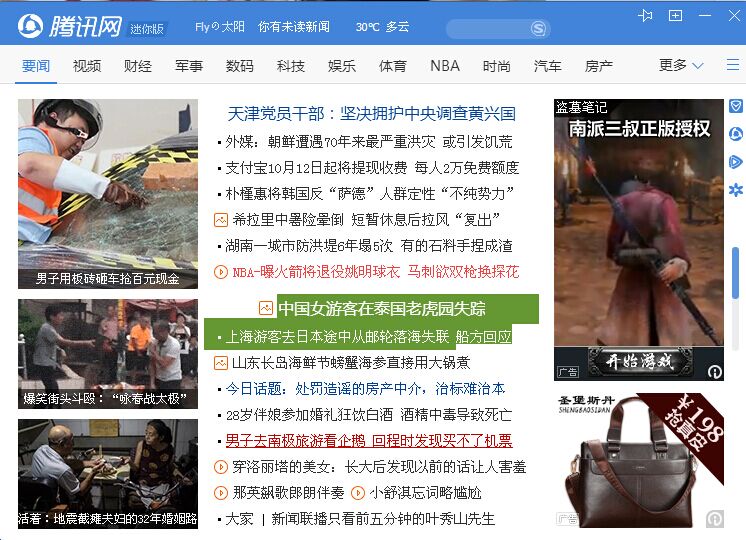 腾讯网 迷你版 Flyの太阳 你有未读新闻 30℃ 多云
要闻 视频 财经 军事 数码 科技 娱乐 体育 NBA 时尚 汽车 房产 更多
男子用板砖砸车抢百元现金
爆笑街头斗殴：“咏春战太极”
活着：地震截瘫夫妇的32年婚姻路
天津党员干部：坚决拥护中央调查黄兴国
外媒：朝鲜遭遇70年来最严重洪灾 或引发饥荒
支付宝10月12日起将提现收费 每人2万免费额度
朴槿惠将韩国反“萨德”人群定性“不纯势力”
希拉里中暑险晕倒 短暂休息后拉风“复出”
湖南一城市防洪堤6年塌5次 有的石料手捏成渣
NBA-曝火箭将退役姚明球衣 马刺欲双枪换探花
中国女游客在泰国老虎园失踪
上海游客去日本途中从邮轮落海失联 船方回应
山东长岛海鲜节螃蟹海参直接用大锅煮
今日话题：处罚造谣的房产中介，治标难治本
28岁伴娘参加婚礼狂饮白酒 酒精中毒导致死亡
男子去南极旅游看企鹅 回程时发现买不了机票
穿洛丽塔的美女：长大后发现以前的话让人害羞
那英飙歌郎朗伴奏 小舒淇忘词略尴尬
大家 | 新闻联播只看前五分钟的叶秀山先生
盗墓笔记
南派三叔正版授权
广告
开始游戏
圣堡斯丹
SHENGBAOSIDAN
¥198
抢真皮
广告